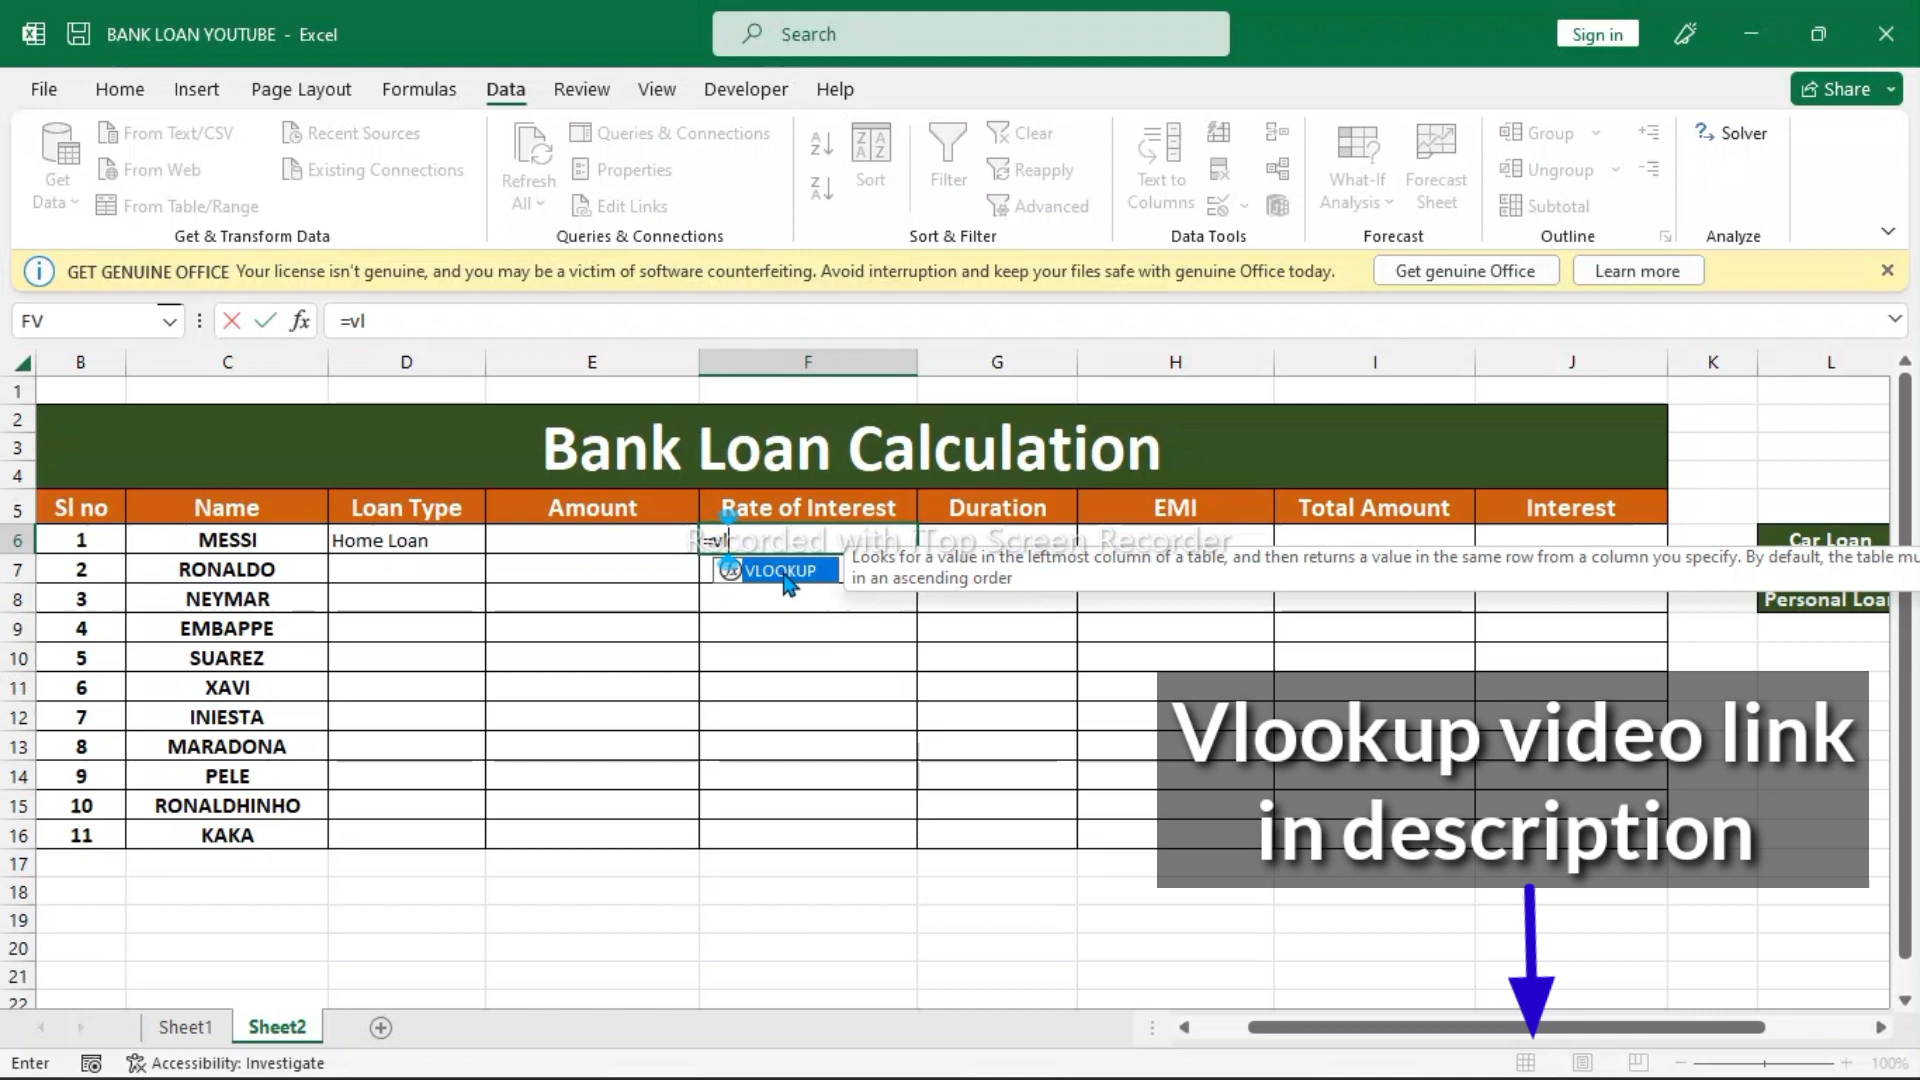 BANK LOAN YOUTUBE - Excel
Search
Sign in
File Home Insert Page Layout Formulas Data Review View Developer Help
Share
Get Data
From Text/CSV
From Web
From Table/Range
Recent Sources
Existing Connections
Get & Transform Data
Refresh All
Queries & Connections
Properties
Edit Links
Queries & Connections
Sort
Filter
Clear
Reapply
Advanced
Sort & Filter
Text to Columns
Data Tools
What-If Analysis
Forecast Sheet
Forecast
Group
Ungroup
Subtotal
Outline
Solver
Analyze
GET GENUINE OFFICE Your license isn't genuine, and you may be a victim of software counterfeiting. Avoid interruption and keep your files safe with genuine Office today.
Get genuine Office
Learn more
FV
fx
=vl
B C D E F G H I J K L
1
2
3
4
Bank Loan Calculation
5 Sl no Name Loan Type Amount Rate of Interest Duration EMI Total Amount Interest
6 1 MESSI Home Loan =vl Car Loan
Recorded with iTop Screen Recorder
7 2 RONALDO VLOOKUP
Looks for a value in the leftmost column of a table, and then returns a value in the same row from a column you specify. By default, the table mu
in an ascending order
8 3 NEYMAR Personal Loa
9 4 EMBAPPE
10 5 SUAREZ
11 6 XAVI
12 7 INIESTA
13 8 MARADONA
14 9 PELE
15 10 RONALDHINHO
16 11 KAKA
17
18
19
20
21
22
Vlookup video link
in description
Sheet1 Sheet2
Enter
Accessibility: Investigate
100%